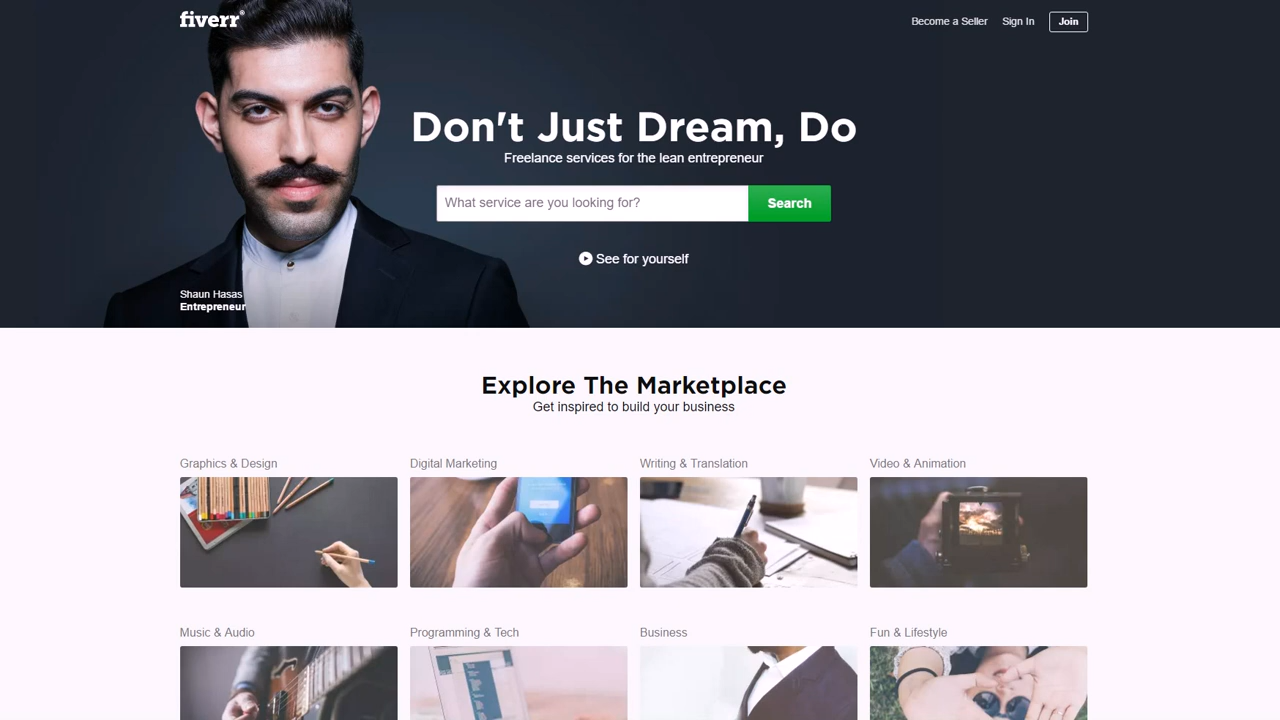 fiverr®
Become a Seller
Sign In
Join
Don't Just Dream, Do
Freelance services for the lean entrepreneur
What service are you looking for?
Search
See for yourself
Shaun Hasas
Entrepreneur
Explore The Marketplace
Get inspired to build your business
Graphics & Design
Digital Marketing
Writing & Translation
Video & Animation
Music & Audio
Programming & Tech
Business
Fun & Lifestyle